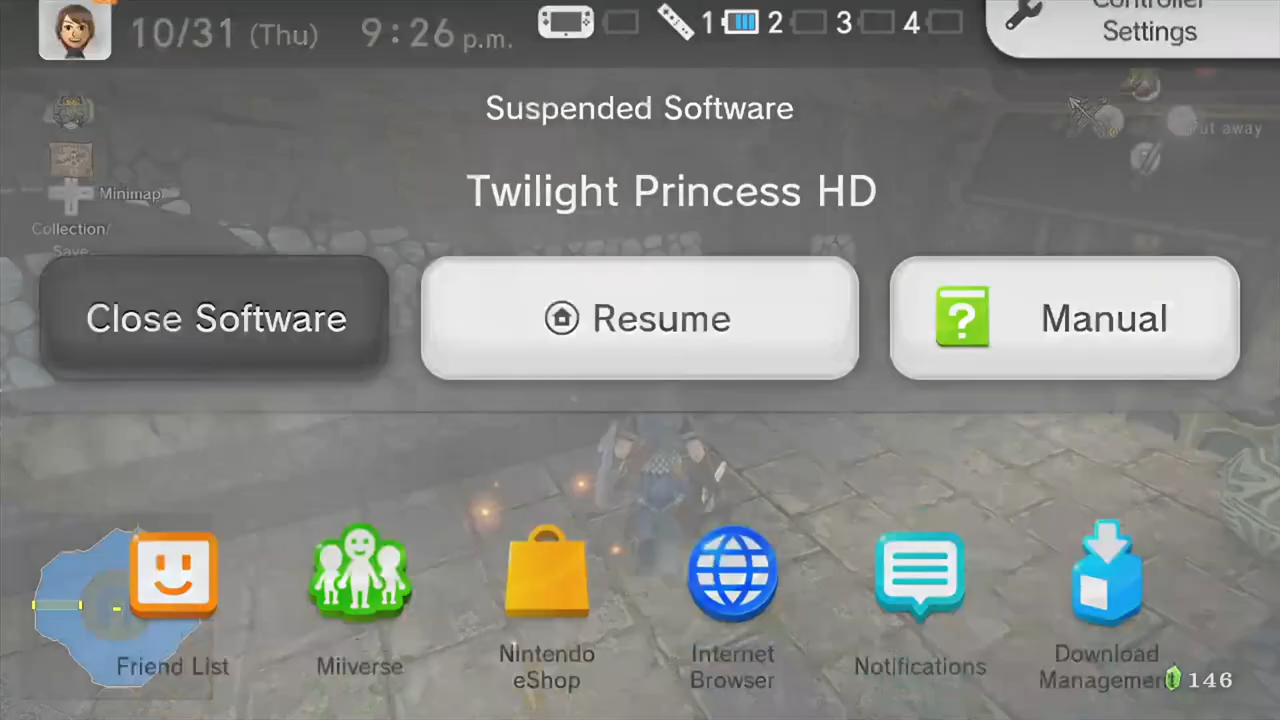 10/31 (Thu) 9:26 p.m.
1 2 3 4
Controller
Settings
Suspended Software
Put away
Twilight Princess HD
Minimap
Collection/
Save
Close Software
Resume
? Manual
Friend List
Miiverse
Nintendo
eShop
Internet
Browser
Notifications
Download
Management
146